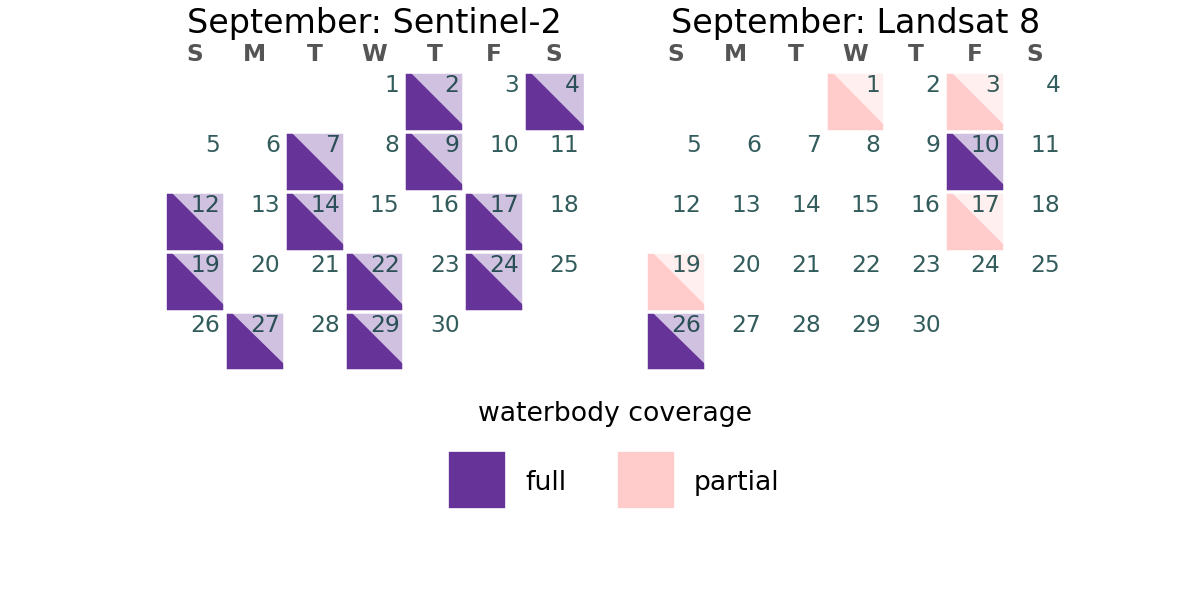 September: Sentinel-2
S M T W T F S
1 2 3 4
5 6 7 8 9 10 11
12 13 14 15 16 17 18
19 20 21 22 23 24 25
26 27 28 29 30
September: Landsat 8
S M T W T F S
1 2 3 4
5 6 7 8 9 10 11
12 13 14 15 16 17 18
19 20 21 22 23 24 25
26 27 28 29 30
waterbody coverage
full
partial